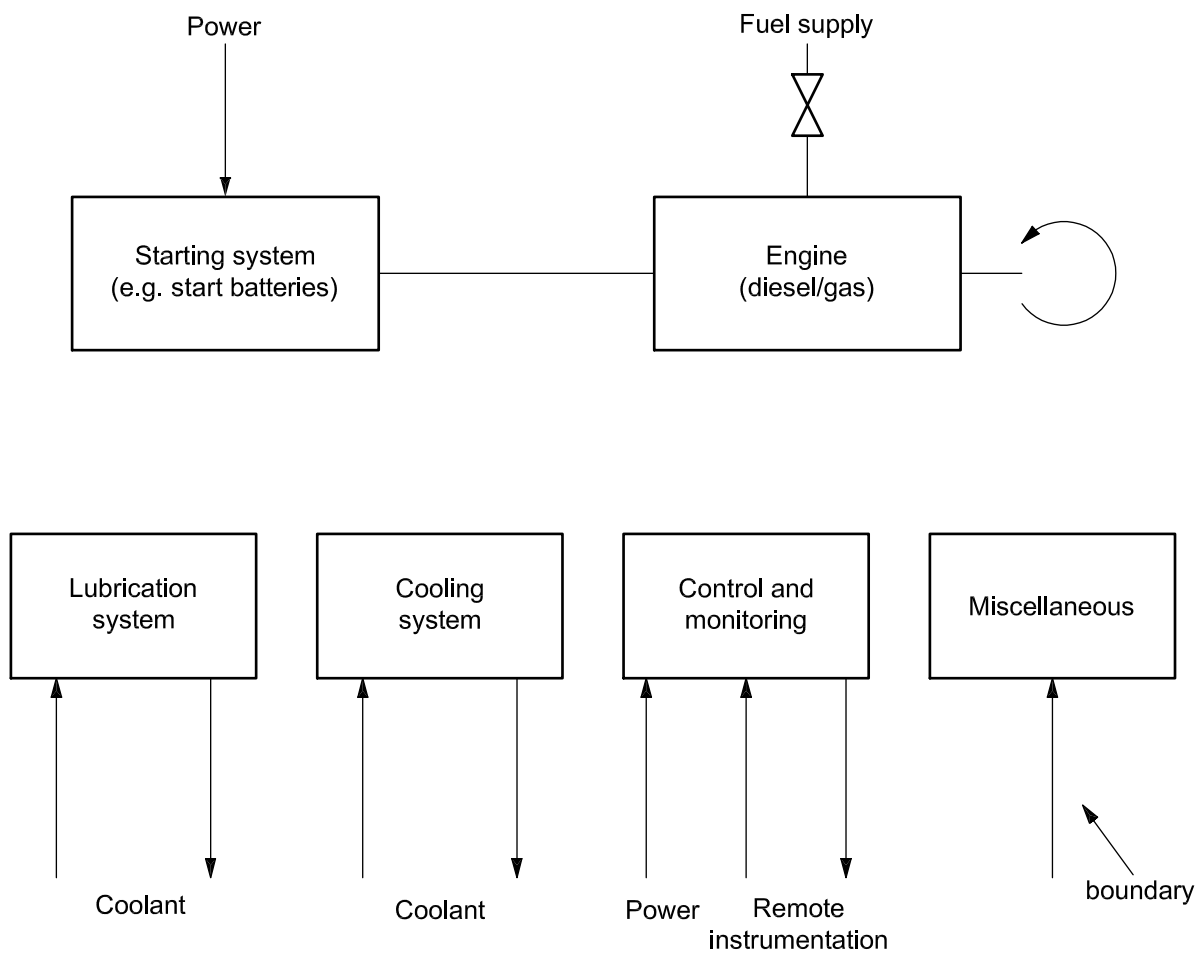 Power
Fuel supply
Starting system
(e.g. start batteries)
Engine
(diesel/gas)
Lubrication
system
Cooling
system
Control and
monitoring
Miscellaneous
Coolant
Coolant
Power
Remote
instrumentation
boundary